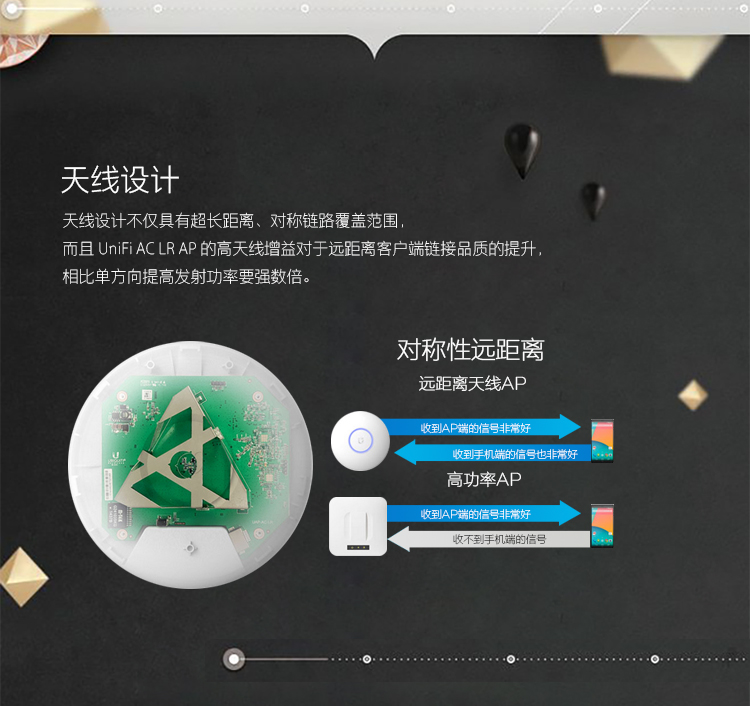 天线设计
天线设计不仅具有超长距离、对称链路覆盖范围,
而且 UniFi AC LR AP 的高天线增益对于远距离客户端链接品质的提升,
相比单方向提高发射功率要强数倍。
对称性远距离
远距离天线AP
收到AP端的信号非常好
收到手机端的信号也非常好
高功率AP
收到AP端的信号非常好
收不到手机端的信号